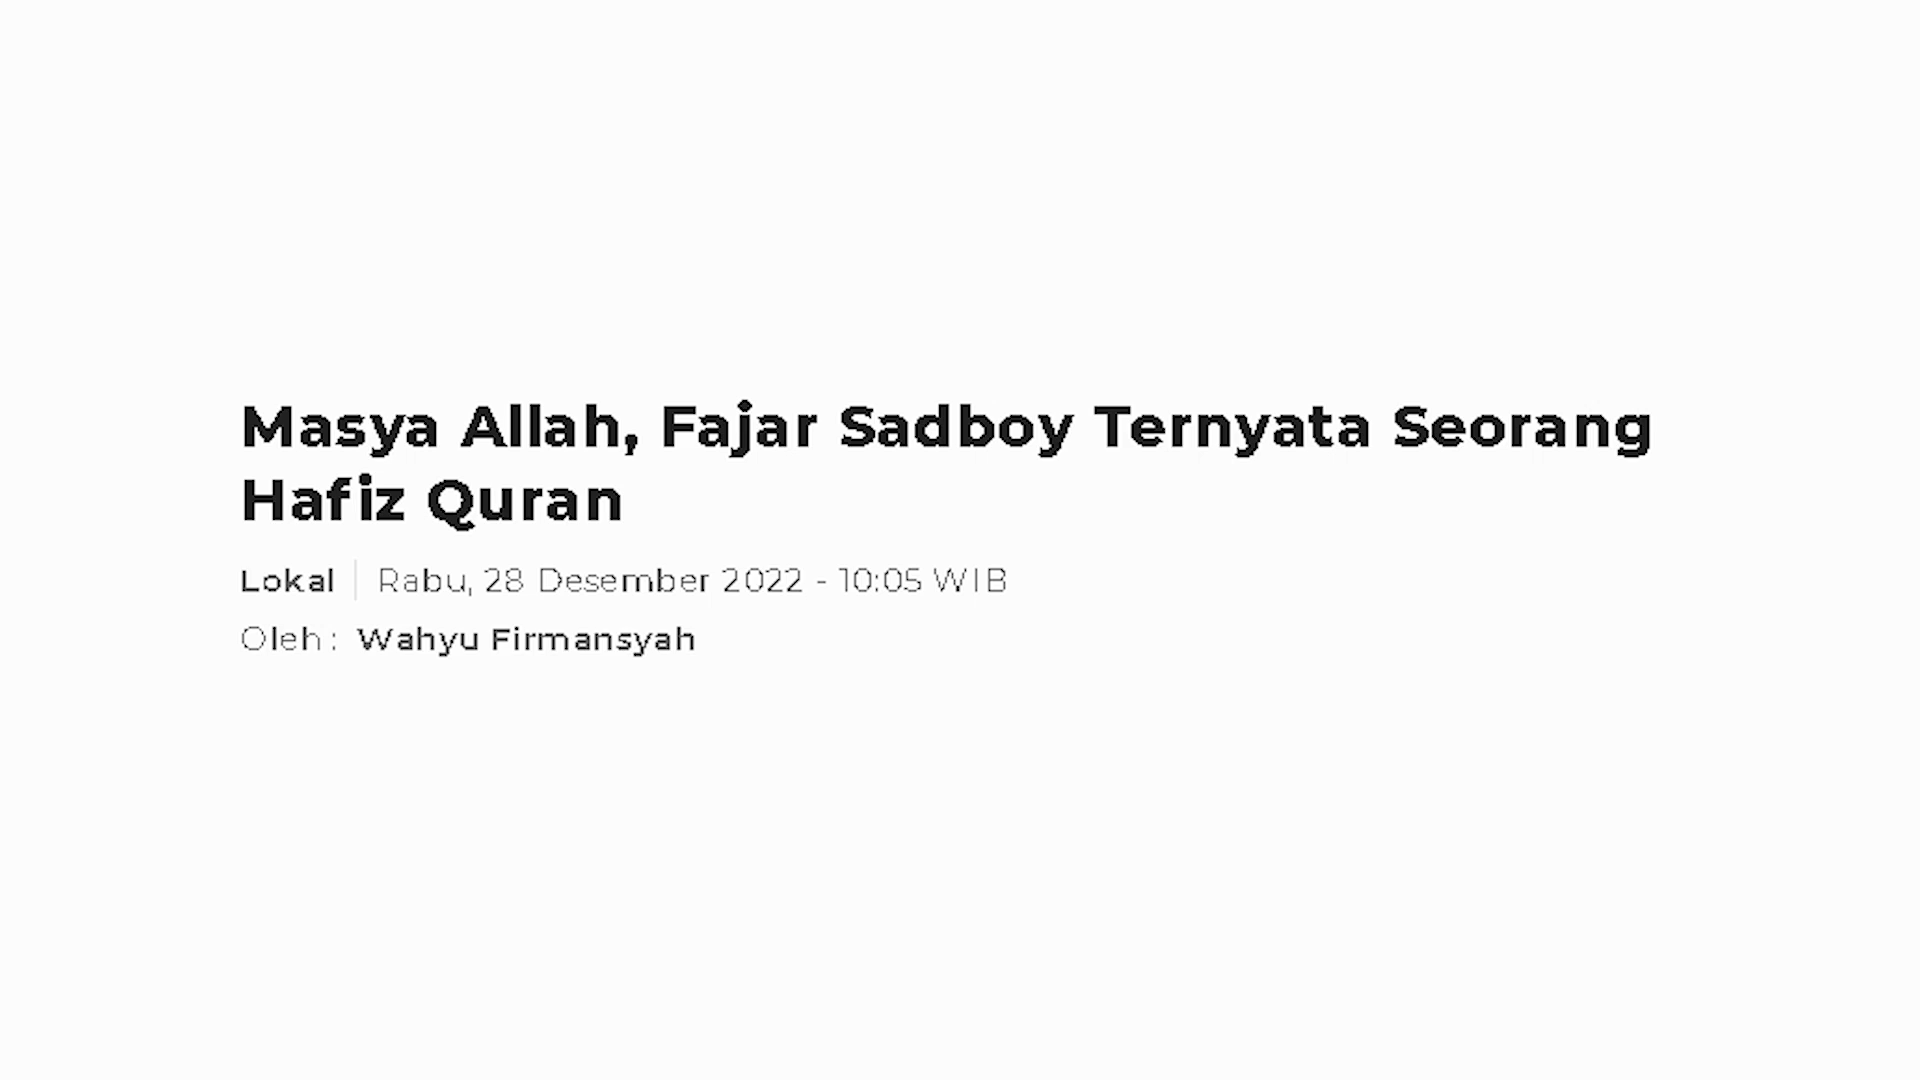 Masya Allah, Fajar Sadboy Ternyata Seorang
Hafiz Quran
Lokal | Rabu, 28 Desember 2022 - 10:05 WIB
Oleh : Wahyu Firmansyah